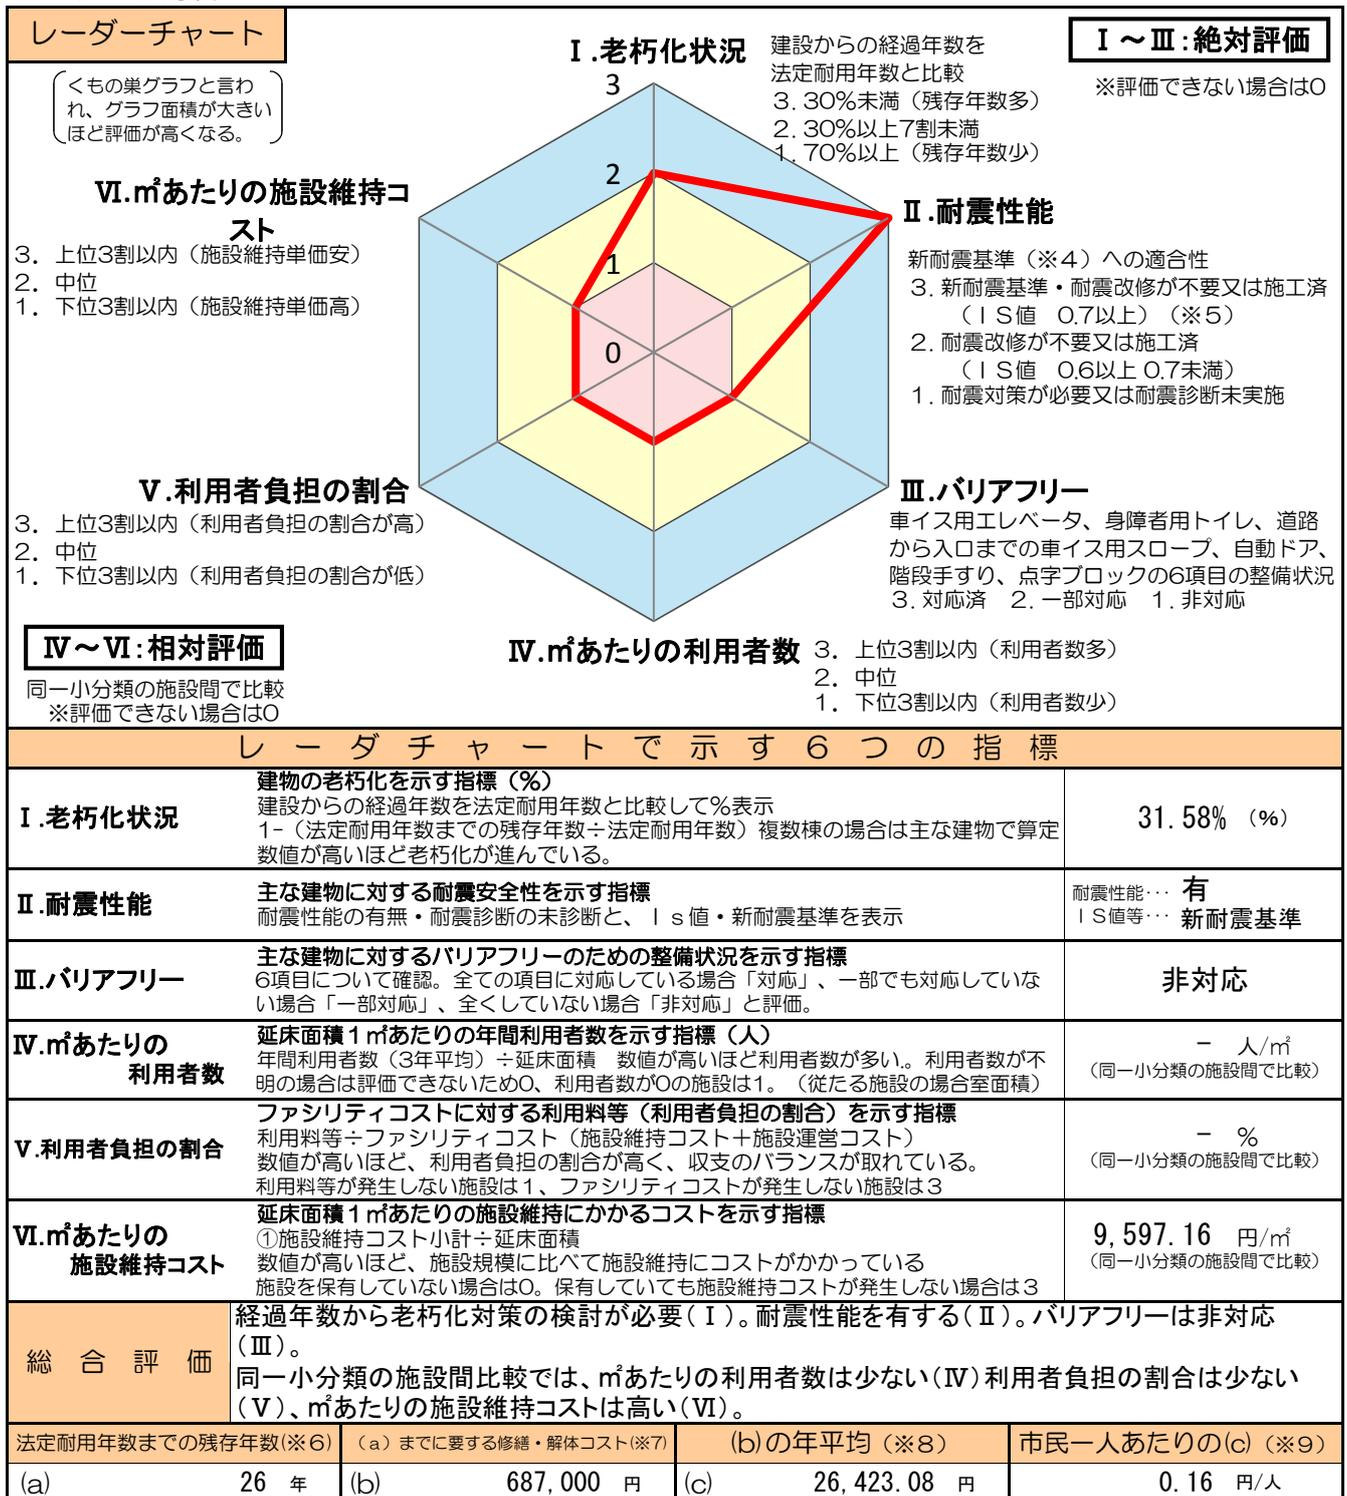 レーダーチャート
くもの巣グラフと言わ
れ、グラフ面積が大きい
ほど評価が高くなる。
Ⅰ.老朽化状況
建設からの経過年数を
法定耐用年数と比較
3.30%未満（残存年数多）
2.30%以上7割未満
1.70%以上（残存年数少）
Ⅰ～Ⅲ:絶対評価
※評価できない場合は0
3
2
1
0
Ⅵ.㎡あたりの施設維持コ
スト
3．上位3割以内（施設維持単価安）
2．中位
1．下位3割以内（施設維持単価高）
Ⅱ.耐震性能
新耐震基準（※４）への適合性
3.新耐震基準・耐震改修が不要又は施工済
（ＩＳ値　0.7以上）（※５）
2.耐震改修が不要又は施工済
（ＩＳ値　0.6以上 0.7未満）
1.耐震対策が必要又は耐震診断未実施
Ⅴ.利用者負担の割合
3．上位3割以内（利用者負担の割合が高）
2．中位
1．下位3割以内（利用者負担の割合が低）
Ⅲ.バリアフリー
車イス用エレベータ、身障者用トイレ、道路
から入口までの車イス用スロープ、自動ドア、
階段手すり、点字ブロックの6項目の整備状況
3.対応済　2.一部対応　1.非対応
Ⅳ～Ⅵ:相対評価
同一小分類の施設間で比較
※評価できない場合は0
Ⅳ.㎡あたりの利用者数
3．上位3割以内（利用者数多）
2．中位
1．下位3割以内（利用者数少）
レーダチャートで示す６つの指標
Ⅰ.老朽化状況
建物の老朽化を示す指標（%）
建設からの経過年数を法定耐用年数と比較して%表示
1-（法定耐用年数までの残存年数÷法定耐用年数）複数棟の場合は主な建物で算定
数値が高いほど老朽化が進んでいる。
31.58% （%）
Ⅱ.耐震性能
主な建物に対する耐震安全性を示す指標
耐震性能の有無・耐震診断の未診断と、Ｉｓ値・新耐震基準を表示
耐震性能･･･ 有
ＩＳ値等･･･ 新耐震基準
Ⅲ.バリアフリー
主な建物に対するバリアフリーのための整備状況を示す指標
6項目について確認。全ての項目に対応している場合「対応」、一部でも対応していな
い場合「一部対応」、全くしていない場合「非対応」と評価。
非対応
Ⅳ.㎡あたりの
利用者数
延床面積１㎡あたりの年間利用者数を示す指標（人）
年間利用者数（3年平均）÷延床面積　数値が高いほど利用者数が多い。利用者数が不
明の場合は評価できないため0、利用者数が0の施設は1。（従たる施設の場合室面積）
－　人/㎡
（同一小分類の施設間で比較）
Ⅴ.利用者負担の割合
ファシリティコストに対する利用料等（利用者負担の割合）を示す指標
利用料等÷ファシリティコスト（施設維持コスト＋施設運営コスト）
数値が高いほど、利用者負担の割合が高く、収支のバランスが取れている。
利用料等が発生しない施設は１、ファシリティコストが発生しない施設は３
－　%
（同一小分類の施設間で比較）
Ⅵ.㎡あたりの
施設維持コスト
延床面積１㎡あたりの施設維持にかかるコストを示す指標
①施設維持コスト小計÷延床面積
数値が高いほど、施設規模に比べて施設維持にコストがかかっている
施設を保有していない場合は0。保有していても施設維持コストが発生しない場合は３
9,597.16　円/㎡
（同一小分類の施設間で比較）
総合評価
経過年数から老朽化対策の検討が必要(Ⅰ)。耐震性能を有する(Ⅱ)。バリアフリーは非対応
(Ⅲ)。
同一小分類の施設間比較では、㎡あたりの利用者数は少ない(Ⅳ)利用者負担の割合は少ない
(Ⅴ)、㎡あたりの施設維持コストは高い(Ⅵ)。
法定耐用年数までの残存年数(※６)
（a）までに要する修繕・解体コスト(※7)
(b)の年平均（※８）
市民一人あたりの(c)（※９）
(a)　26 年
(b)　687,000 円
(c)　26,423.08 円
0.16 円/人